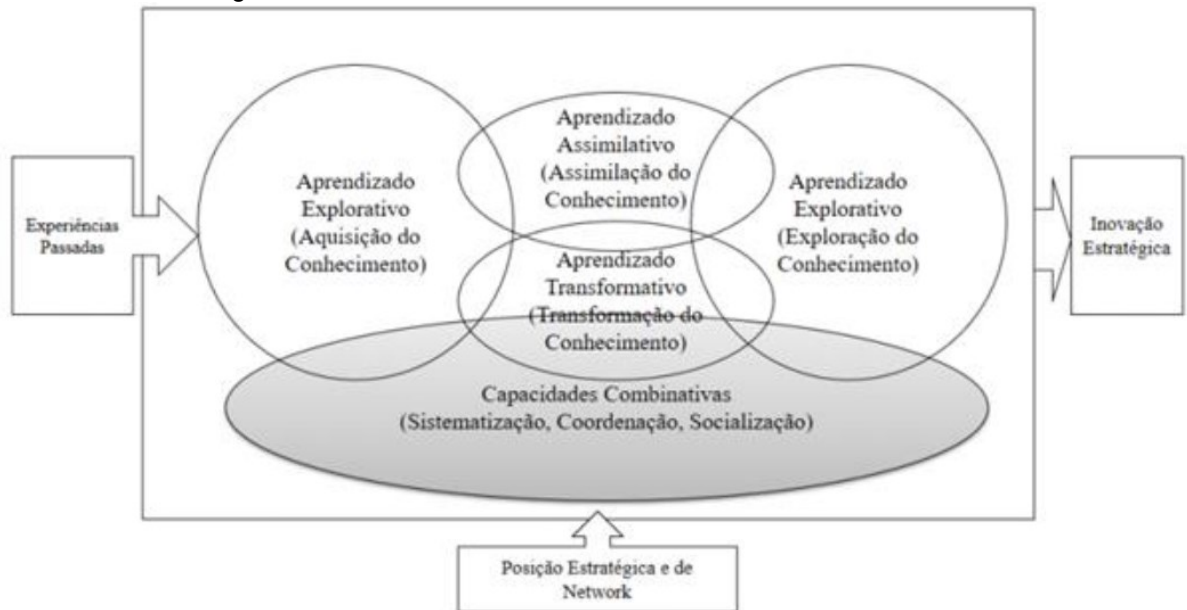 Experiências
Passadas
Aprendizado
Explorativo
(Aquisição do
Conhecimento)
Aprendizado
Assimilativo
(Assimilação do
Conhecimento)
Aprendizado
Transformativo
(Transformação do
Conhecimento)
Aprendizado
Explorativo
(Exploração do
Conhecimento)
Capacidades Combinativas
(Sistematização, Coordenação, Socialização)
Inovação
Estratégica
Posição Estratégica e de
Network